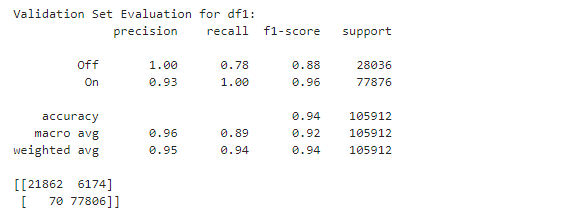 Validation Set Evaluation for df1:
precision recall f1-score support
Off 1.00 0.78 0.88 28036
On 0.93 1.00 0.96 77876
accuracy 0.94 105912
macro avg 0.96 0.89 0.92 105912
weighted avg 0.95 0.94 0.94 105912
[[21862 6174]
[ 70 77806]]